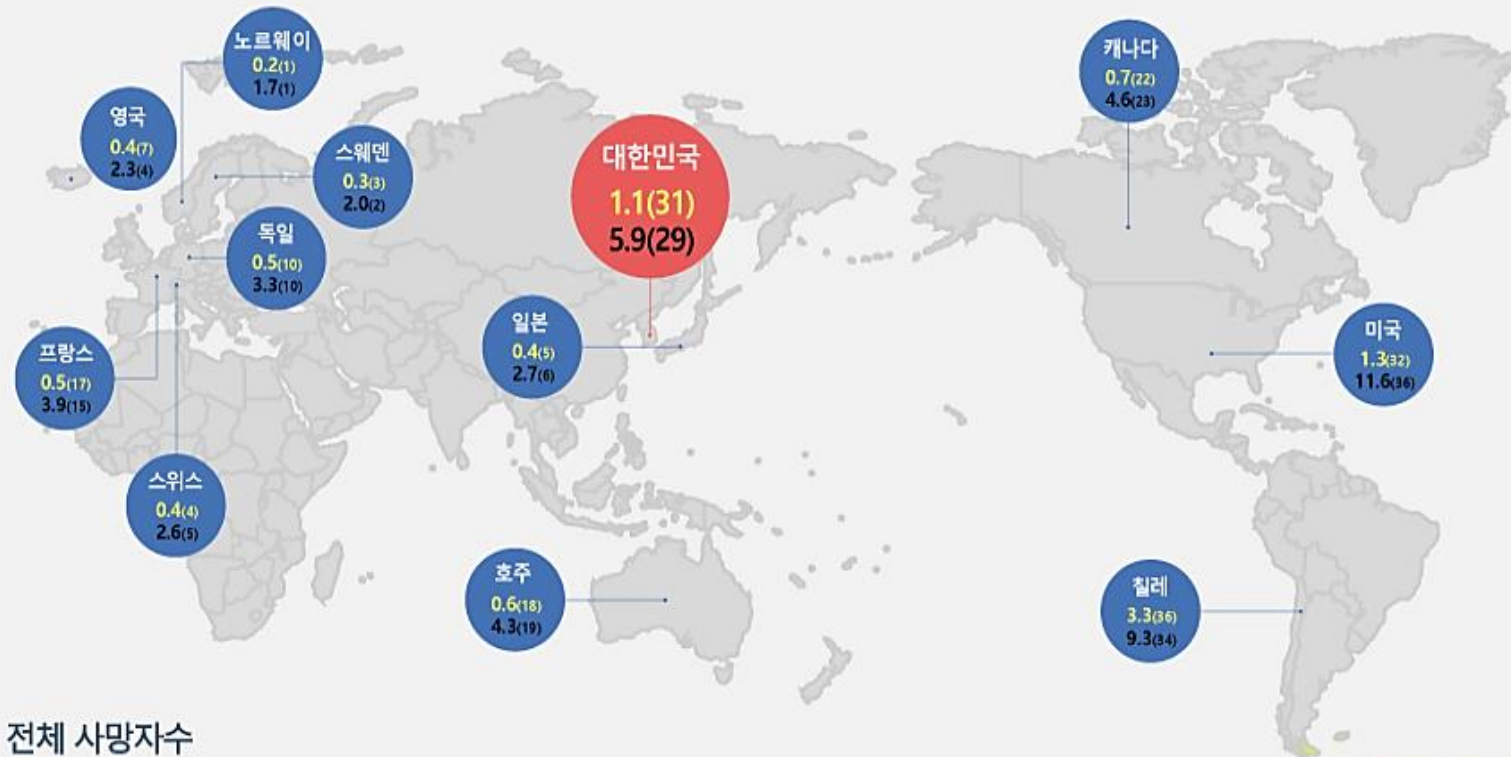 노르웨이
0.2(1)
1.7(1)
영국
0.4(7)
2.3(4)
스웨덴
0.3(3)
2.0(2)
독일
0.5(10)
3.3(10)
프랑스
0.5(17)
3.9(15)
스위스
0.4(4)
2.6(5)
대한민국
1.1(31)
5.9(29)
일본
0.4(5)
2.7(6)
호주
0.6(18)
4.3(19)
캐나다
0.7(22)
4.6(23)
미국
1.3(32)
11.6(36)
칠레
3.3(36)
9.3(34)
전체 사망자수